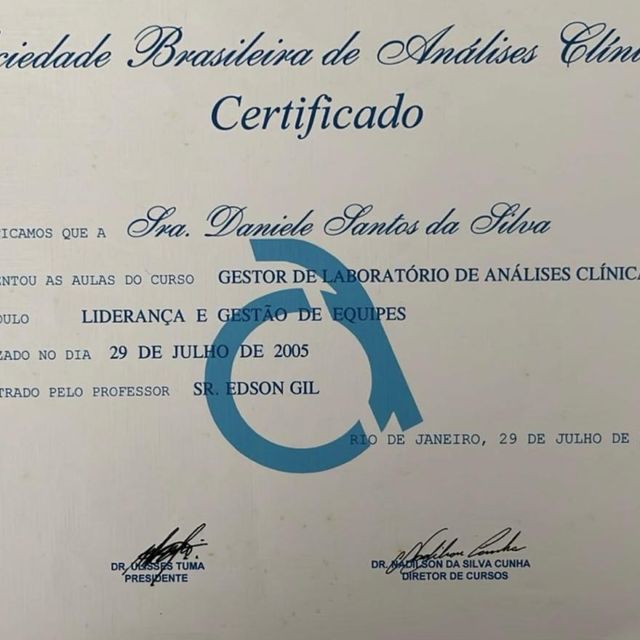 ciedade Brasileira de Análises Clín
Certificado
ICAMOS QUE A Sra. Daniele Santos da Silva
NTOU AS AULAS DO CURSO GESTOR DE LABORATÓRIO DE ANÁLISES CLÍNICA
ULO LIDERANÇA E GESTÃO DE EQUIPES
ZADO NO DIA 29 DE JULHO DE 2005
TRADO PELO PROFESSOR SR. EDSON GIL
RIO DE JANEIRO, 29 DE JULHO DE
DR. ULISSES TUMA
PRESIDENTE
DR. NADILSON DA SILVA CUNHA
DIRETOR DE CURSOS